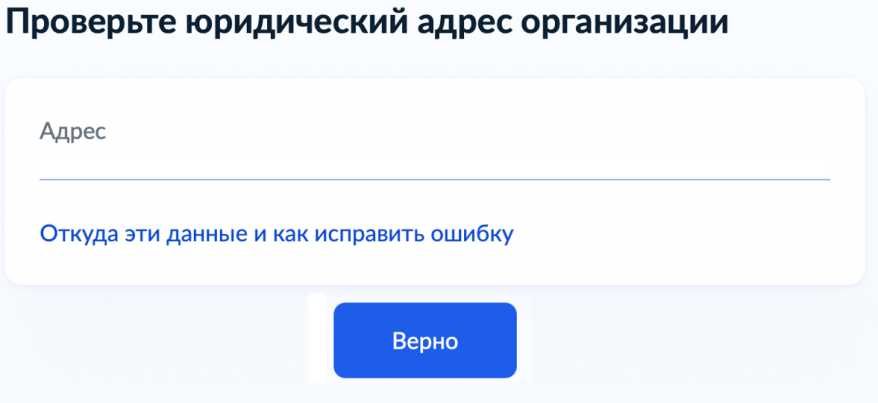 Проверьте юридический адрес организации
Адрес
Откуда эти данные и как исправить ошибку
Верно